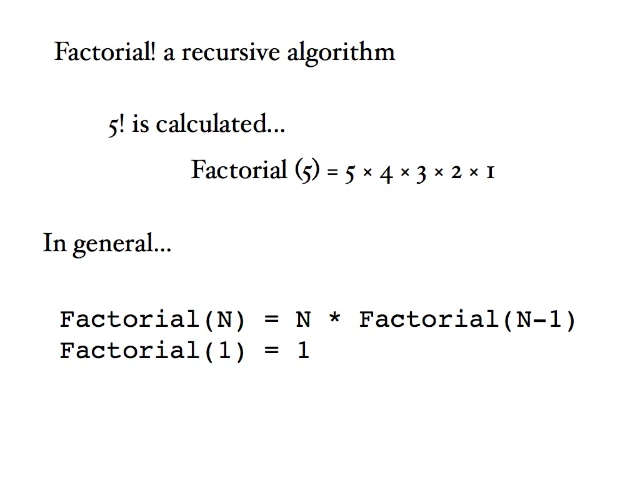 Factorial! a recursive algorithm
5! is calculated...
Factorial (5) = 5 × 4 × 3 × 2 × 1
In general...
Factorial(N) = N * Factorial(N-1)
Factorial(1) = 1